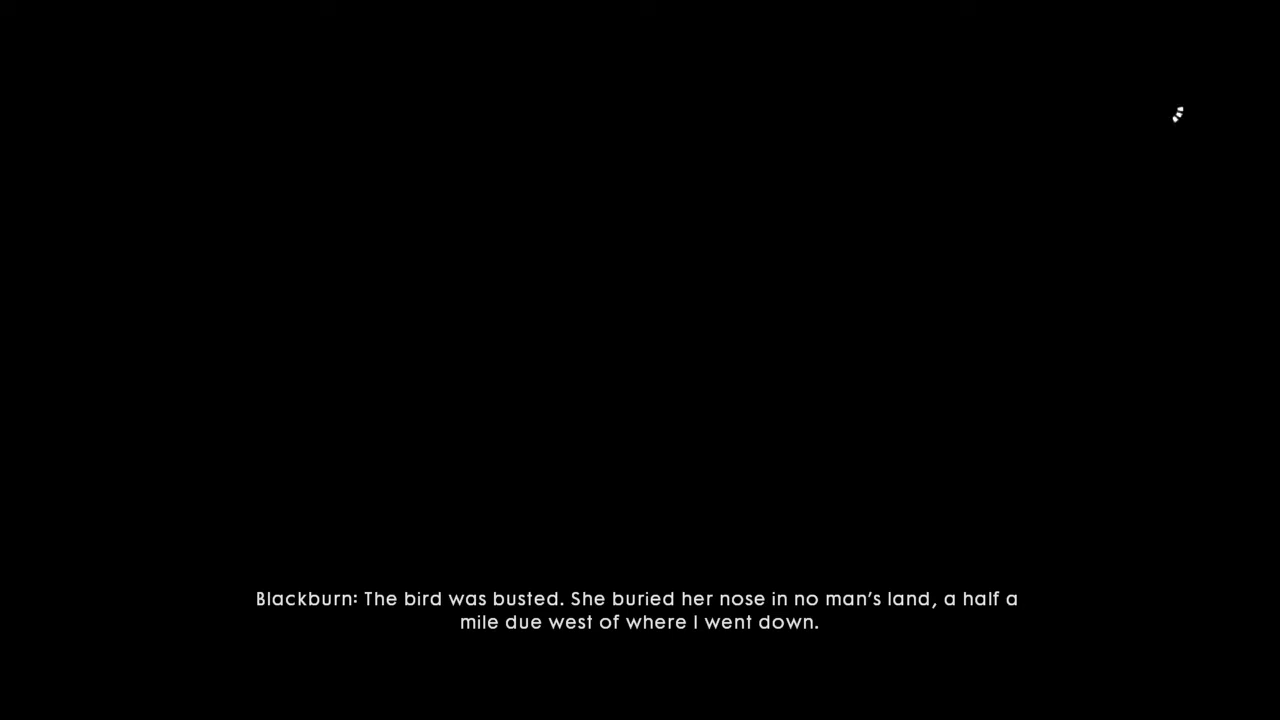 Blackburn: The bird was busted. She buried her nose in no man's land, a half a
mile due west of where I went down.